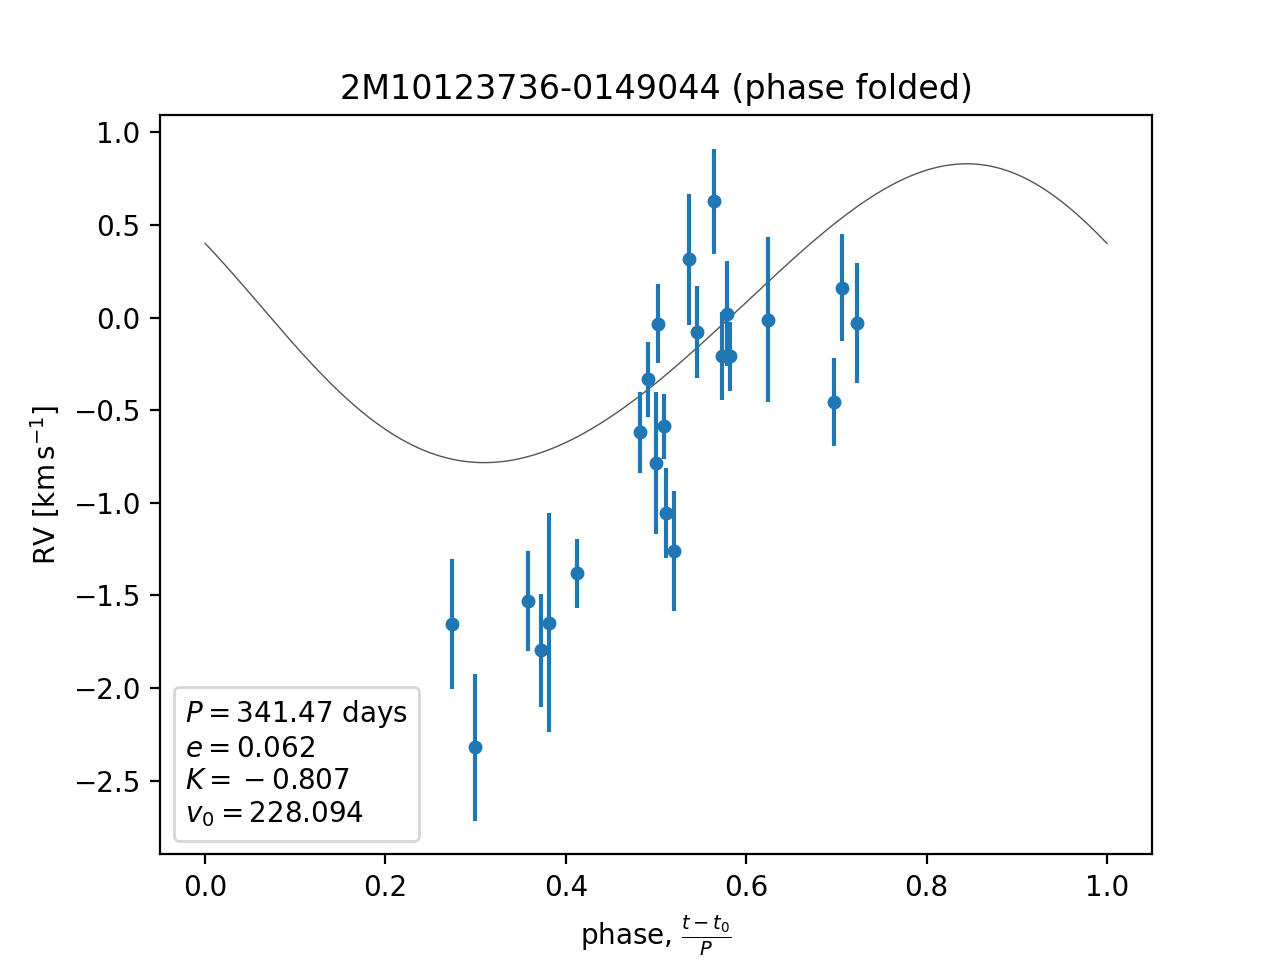 2M10123736-0149044 (phase folded)
1.0
0.5
0.0
−0.5
−1.0
−1.5
−2.0
−2.5
RV [km s⁻¹]
P = 341.47 days
e = 0.062
K = −0.807
v₀ = 228.094
0.0 0.2 0.4 0.6 0.8 1.0
phase, (t − t₀)/P